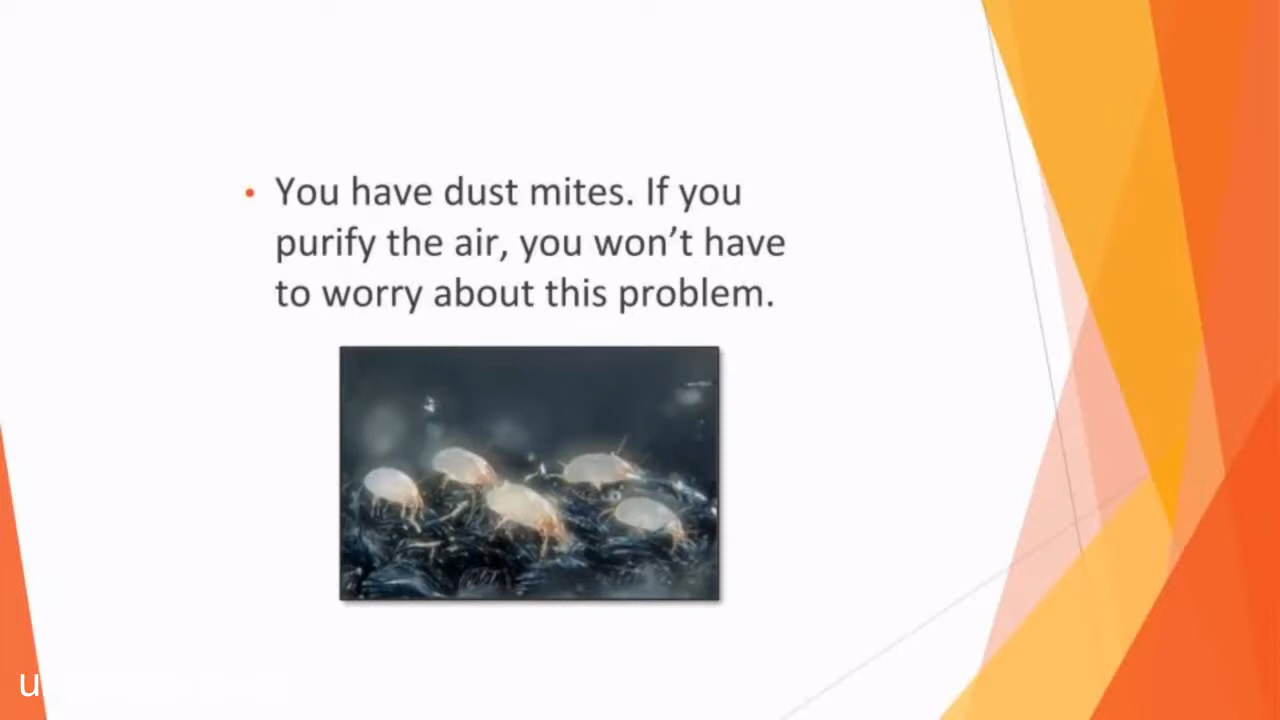 • You have dust mites. If you
purify the air, you won’t have
to worry about this problem.